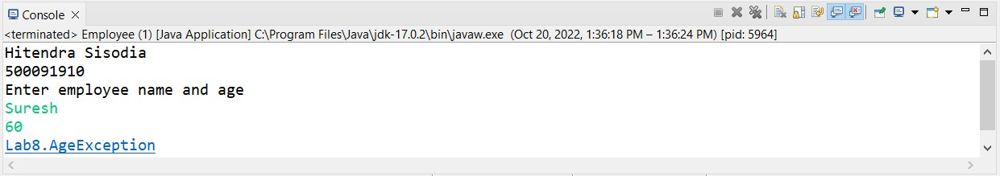 Console
<terminated> Employee (1) [Java Application] C:\Program Files\Java\jdk-17.0.2\bin\javaw.exe (Oct 20, 2022, 1:36:18 PM – 1:36:24 PM) [pid: 5964]
Hitendra Sisodia
500091910
Enter employee name and age
Suresh
60
Lab8.AgeException